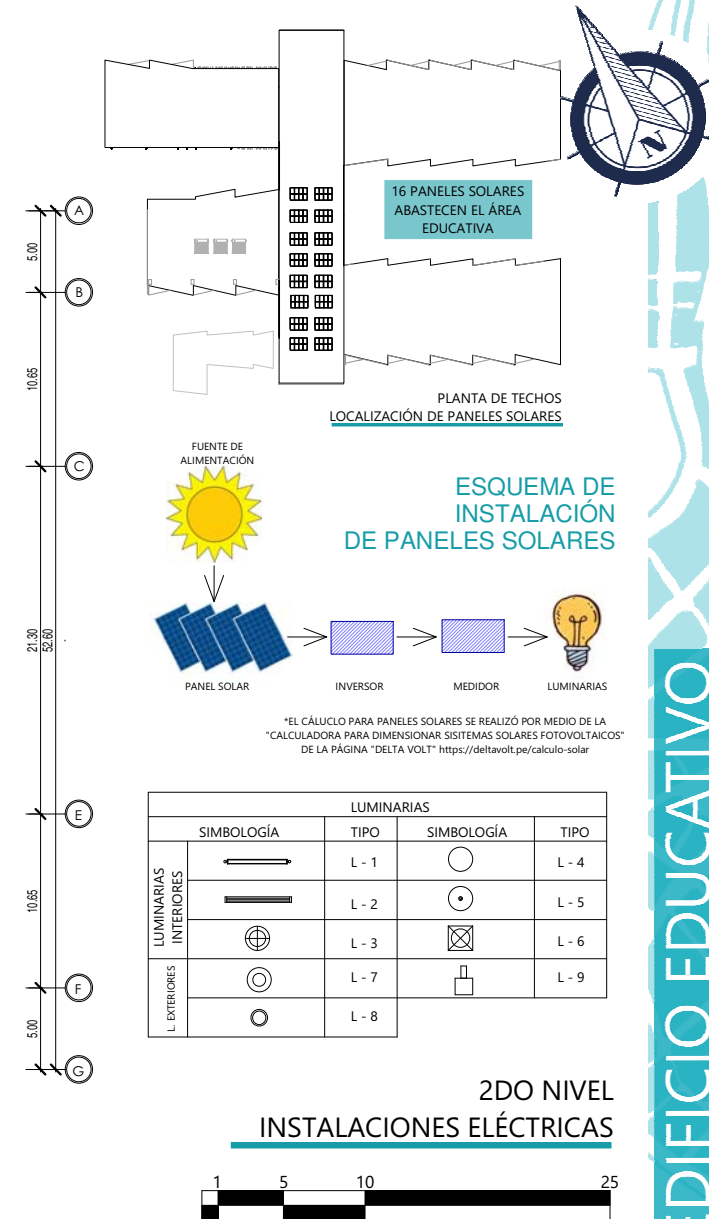 16 PANELES SOLARES
ABASTECEN EL ÁREA
EDUCATIVA
N
PLANTA DE TECHOS
LOCALIZACIÓN DE PANELES SOLARES
A
5.00
B
10.65
C
21.30
52.60
E
10.65
F
5.00
G
FUENTE DE
ALIMENTACIÓN
ESQUEMA DE
INSTALACIÓN
DE PANELES SOLARES
PANEL SOLAR
INVERSOR
MEDIDOR
LUMINARIAS
*EL CÁLUCLO PARA PANELES SOLARES SE REALIZÓ POR MEDIO DE LA
"CALCULADORA PARA DIMENSIONAR SISITEMAS SOLARES FOTOVOLTAICOS"
DE LA PÁGINA "DELTA VOLT" https://deltavolt.pe/calculo-solar
LUMINARIAS
SIMBOLOGÍA TIPO SIMBOLOGÍA TIPO
LUMINARIAS
INTERIORES
L - 1 L - 4
L - 2 L - 5
L - 3 L - 6
L. EXTERIORES
L - 7 L - 9
L - 8
2DO NIVEL
INSTALACIONES ELÉCTRICAS
1 5 10 25
EDIFICIO EDUCATIVO